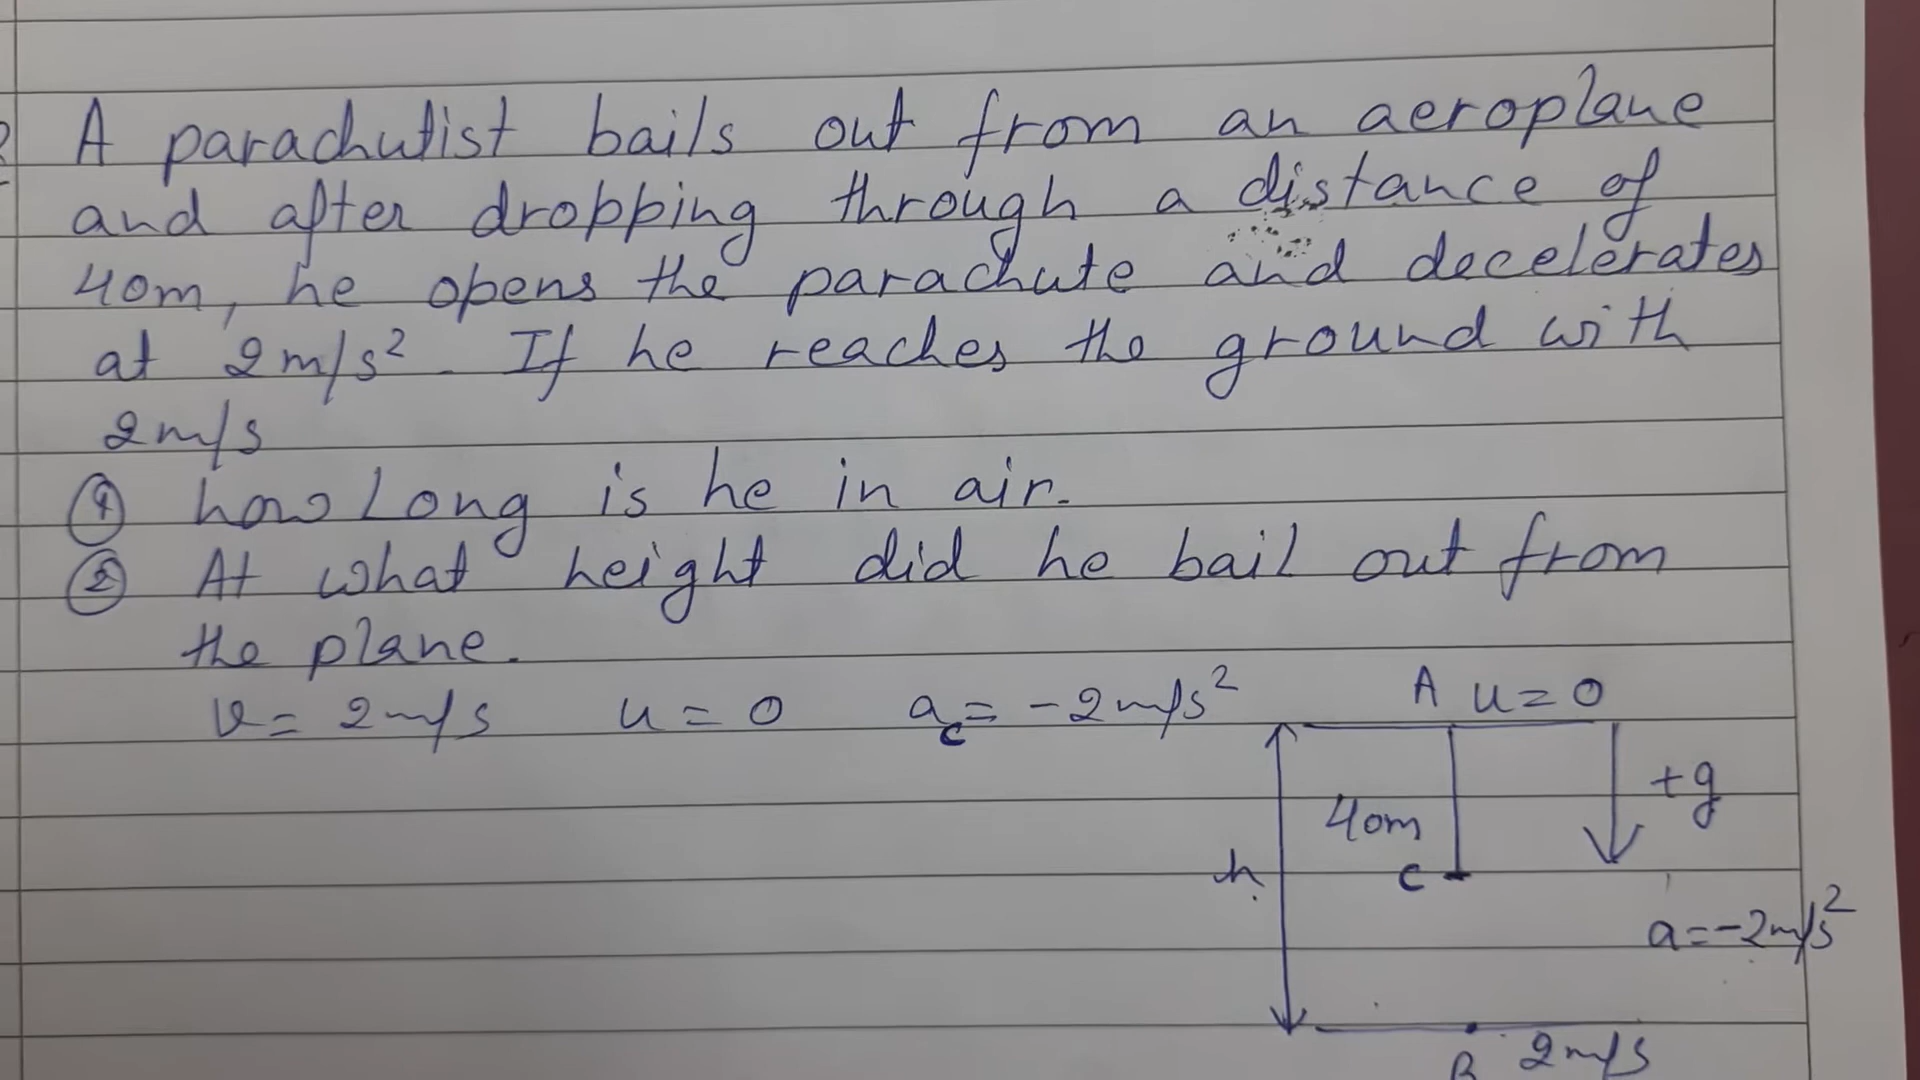 A parachutist bails out from an aeroplane
and after dropping through a distance of
40m, he opens the parachute and decelerates
at 2m/s². If he reaches the ground with
2m/s
① how long is he in air.
② At what height did he bail out from
the plane.
v = 2m/s u = 0 a_c = -2m/s²
A u=0
+g
40m
h
C
a=-2m/s²
B 2m/s